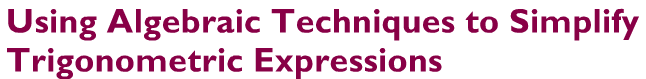 Using Algebraic Techniques to Simplify
Trigonometric Expressions